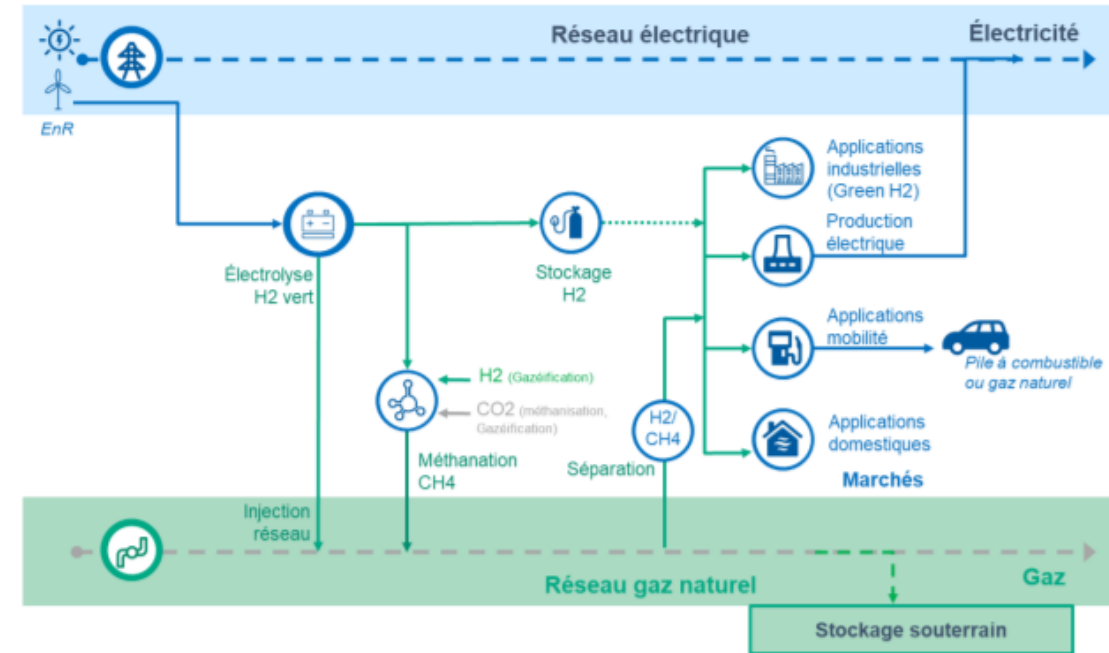 Réseau électrique
Électricité
EnR
Applications
industrielles
(Green H2)
Production
électrique
Électrolyse
H2 vert
Stockage
H2
Applications
mobilité
Pile à combustible
ou gaz naturel
H2 (Gazéification)
CO2 (méthanisation,
Gazéification)
H2/
CH4
Applications
domestiques
Méthanation
CH4
Séparation
Marchés
Injection
réseau
Réseau gaz naturel
Gaz
Stockage souterrain